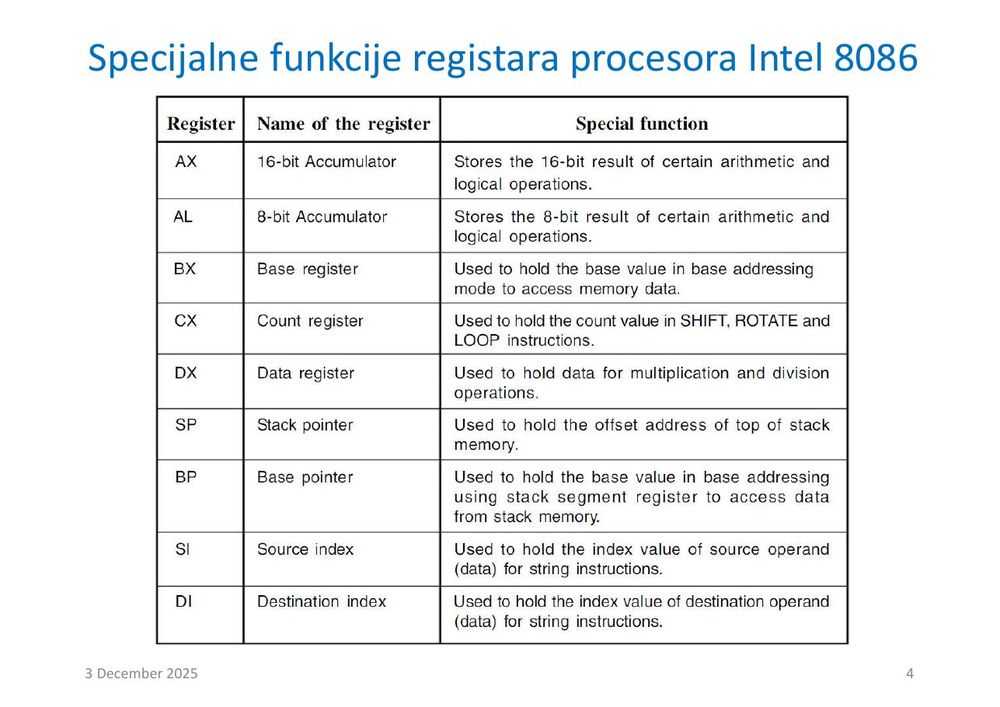 Specijalne funkcije registara procesora Intel 8086
Register Name of the register Special function
AX 16-bit Accumulator Stores the 16-bit result of certain arithmetic and
logical operations.
AL 8-bit Accumulator Stores the 8-bit result of certain arithmetic and
logical operations.
BX Base register Used to hold the base value in base addressing
mode to access memory data.
CX Count register Used to hold the count value in SHIFT, ROTATE and
LOOP instructions.
DX Data register Used to hold data for multiplication and division
operations.
SP Stack pointer Used to hold the offset address of top of stack
memory.
BP Base pointer Used to hold the base value in base addressing
using stack segment register to access data
from stack memory.
SI Source index Used to hold the index value of source operand
(data) for string instructions.
DI Destination index Used to hold the index value of destination operand
(data) for string instructions.
3 December 2025 4